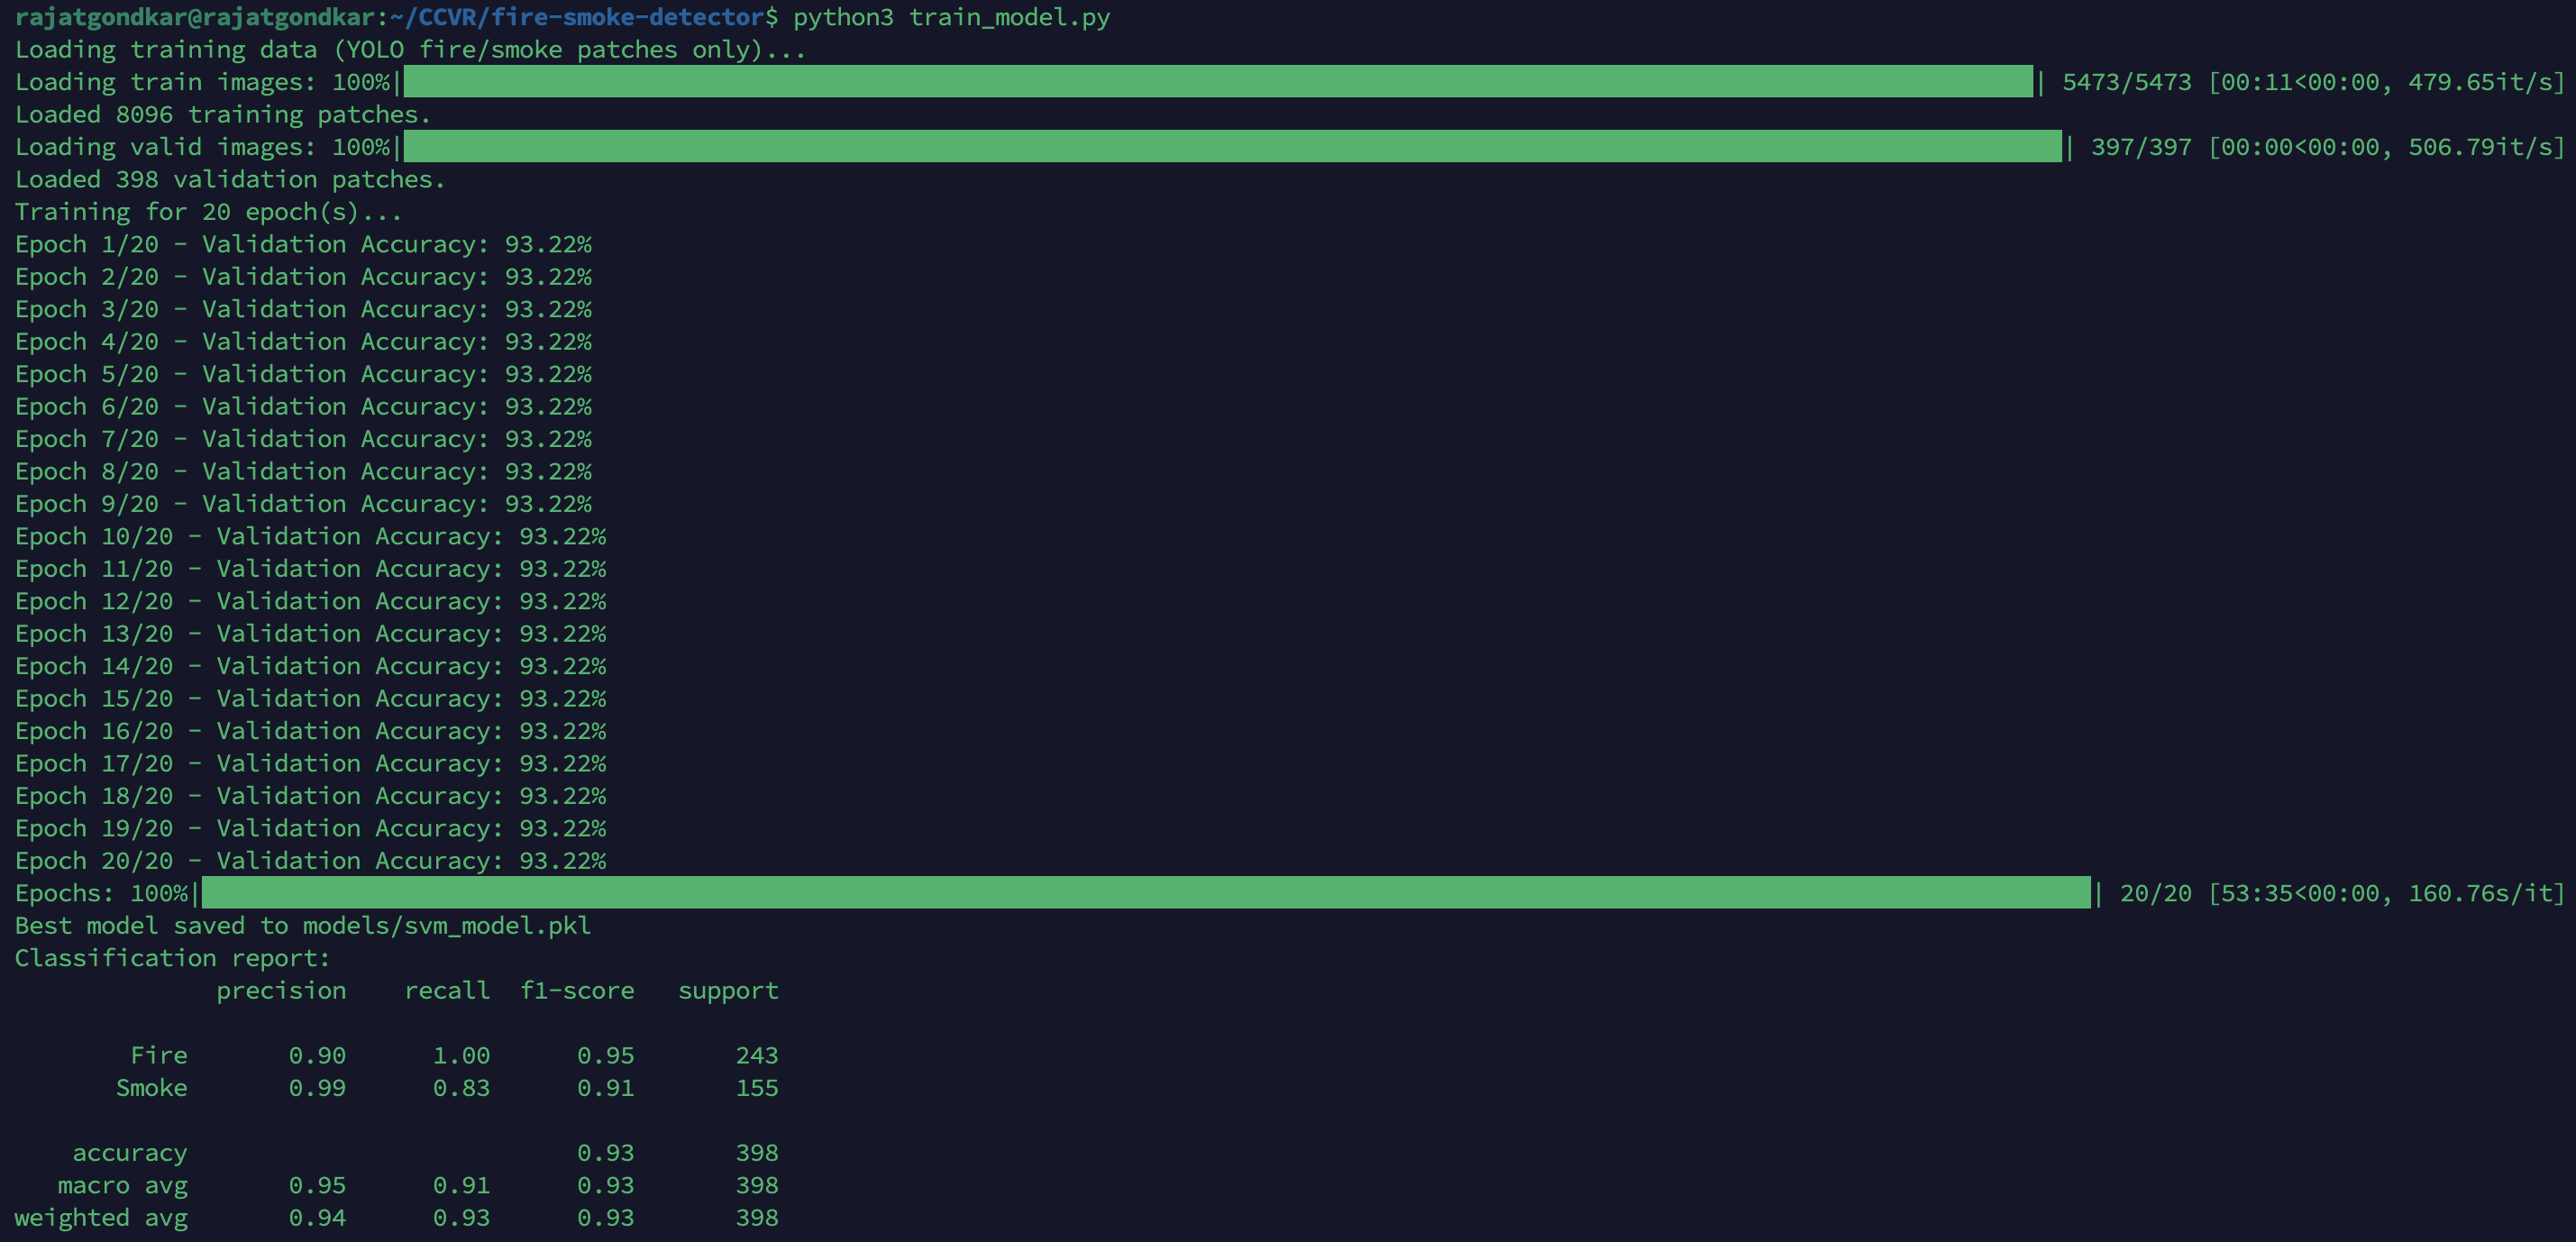 rajatgondkar@rajatgondkar:~/CCVR/fire-smoke-detector$ python3 train_model.py
Loading training data (YOLO fire/smoke patches only)...
Loading train images: 100%| | 5473/5473 [00:11<00:00, 479.65it/s]
Loaded 8096 training patches.
Loading valid images: 100%| | 397/397 [00:00<00:00, 506.79it/s]
Loaded 398 validation patches.
Training for 20 epoch(s)...
Epoch 1/20 - Validation Accuracy: 93.22%
Epoch 2/20 - Validation Accuracy: 93.22%
Epoch 3/20 - Validation Accuracy: 93.22%
Epoch 4/20 - Validation Accuracy: 93.22%
Epoch 5/20 - Validation Accuracy: 93.22%
Epoch 6/20 - Validation Accuracy: 93.22%
Epoch 7/20 - Validation Accuracy: 93.22%
Epoch 8/20 - Validation Accuracy: 93.22%
Epoch 9/20 - Validation Accuracy: 93.22%
Epoch 10/20 - Validation Accuracy: 93.22%
Epoch 11/20 - Validation Accuracy: 93.22%
Epoch 12/20 - Validation Accuracy: 93.22%
Epoch 13/20 - Validation Accuracy: 93.22%
Epoch 14/20 - Validation Accuracy: 93.22%
Epoch 15/20 - Validation Accuracy: 93.22%
Epoch 16/20 - Validation Accuracy: 93.22%
Epoch 17/20 - Validation Accuracy: 93.22%
Epoch 18/20 - Validation Accuracy: 93.22%
Epoch 19/20 - Validation Accuracy: 93.22%
Epoch 20/20 - Validation Accuracy: 93.22%
Epochs: 100%| | 20/20 [53:35<00:00, 160.76s/it]
Best model saved to models/svm_model.pkl
Classification report:
precision recall f1-score support
Fire 0.90 1.00 0.95 243
Smoke 0.99 0.83 0.91 155
accuracy 0.93 398
macro avg 0.95 0.91 0.93 398
weighted avg 0.94 0.93 0.93 398